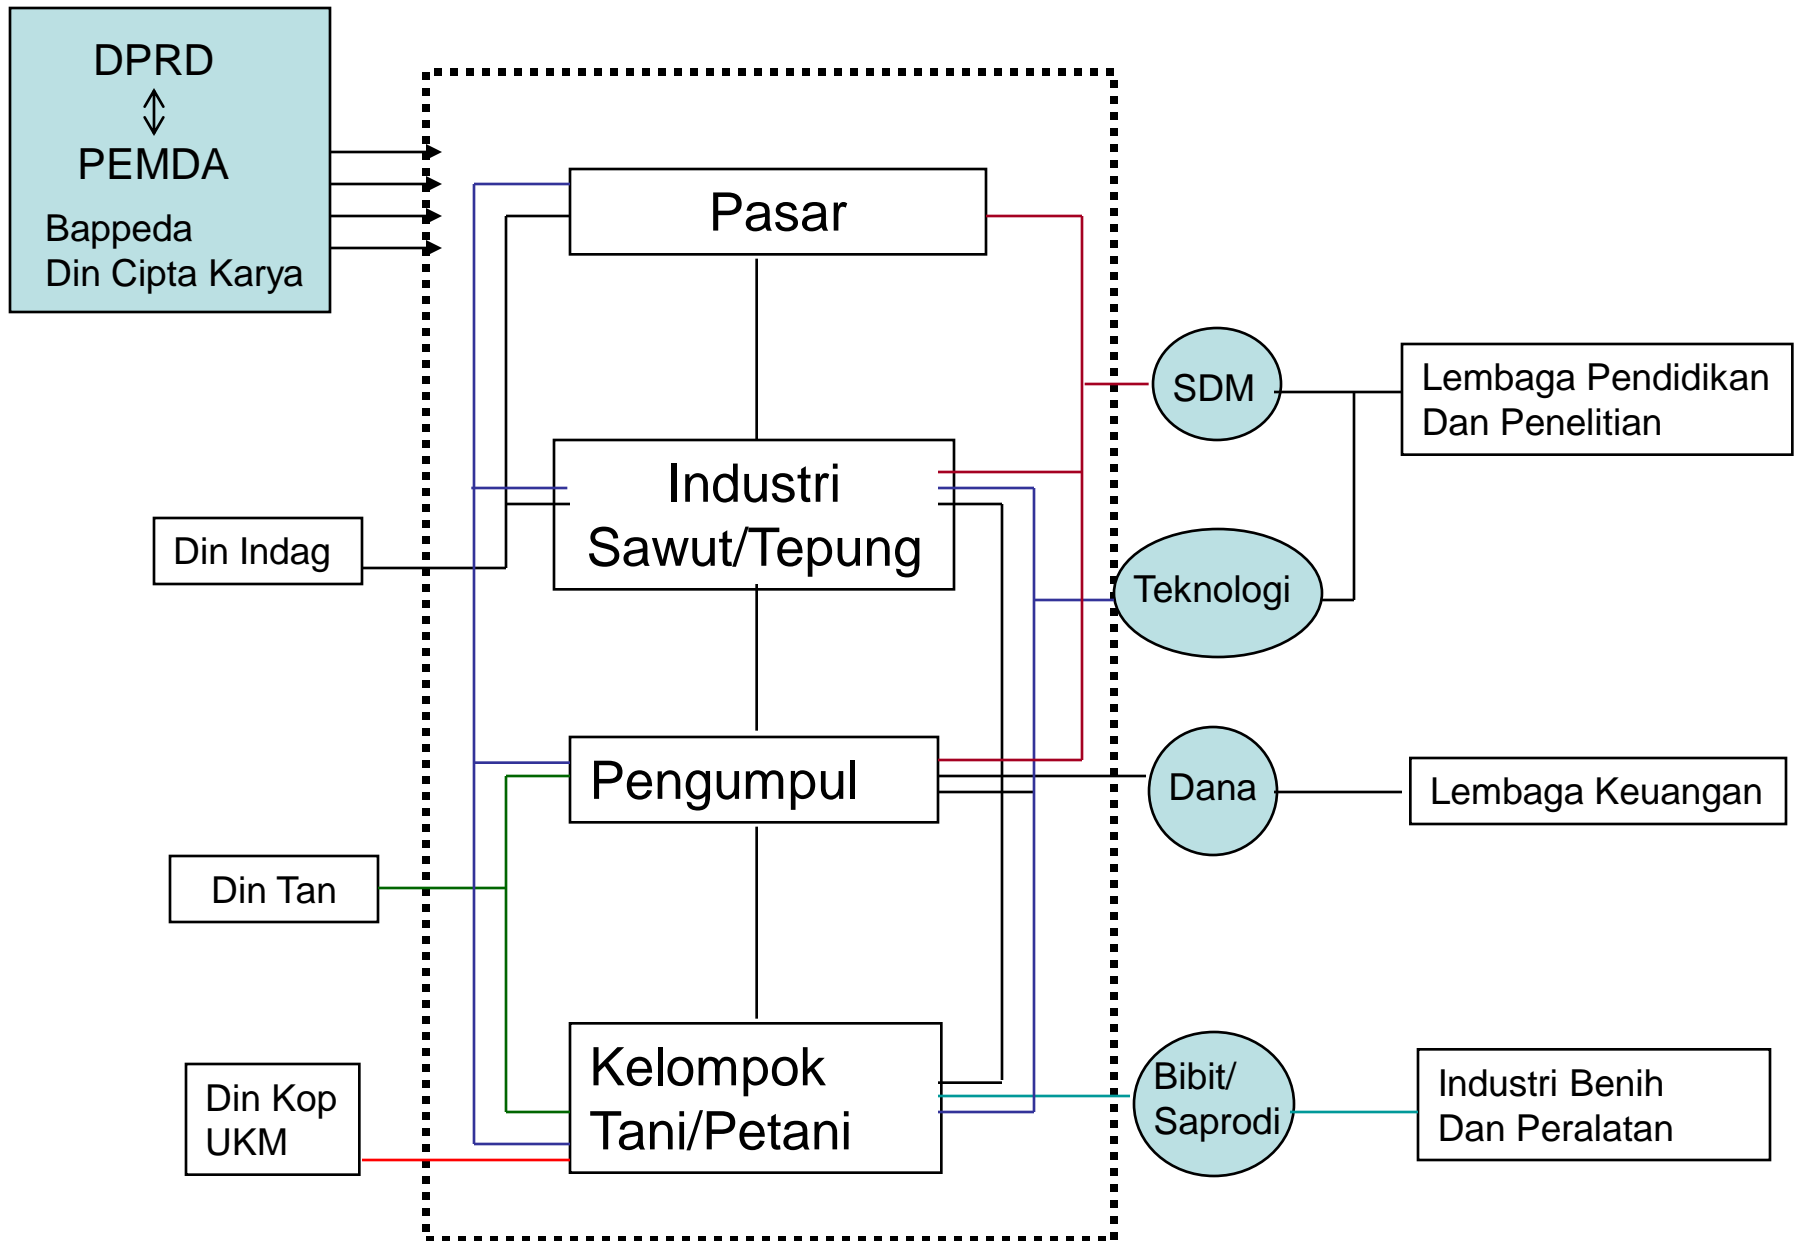 DPRD
PEMDA
Bappeda
Din Cipta Karya
Pasar
SDM
Lembaga Pendidikan
Dan Penelitian
Industri
Sawut/Tepung
Din Indag
Teknologi
Pengumpul
Dana
Lembaga Keuangan
Din Tan
Kelompok
Tani/Petani
Din Kop
UKM
Bibit/
Saprodi
Industri Benih
Dan Peralatan